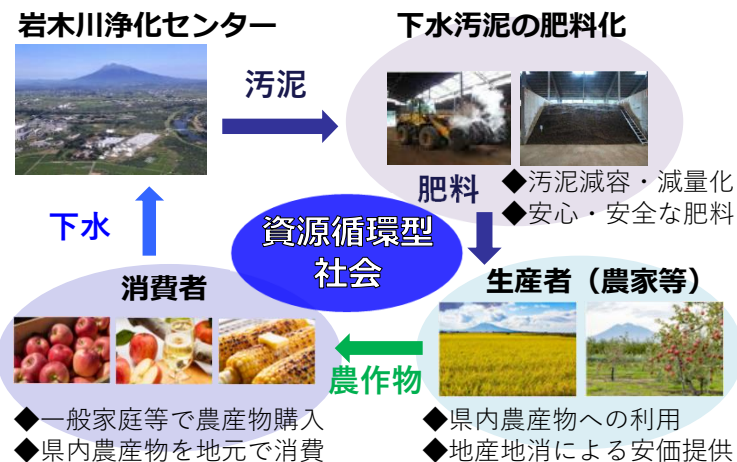 岩木川浄化センター
下水汚泥の肥料化
汚泥
肥料
◆汚泥減容・減量化
◆安心・安全な肥料
下水
資源循環型
社会
消費者
生産者（農家等）
農作物
◆一般家庭等で農産物購入
◆県内農産物を地元で消費
◆県内農産物への利用
◆地産地消による安価提供